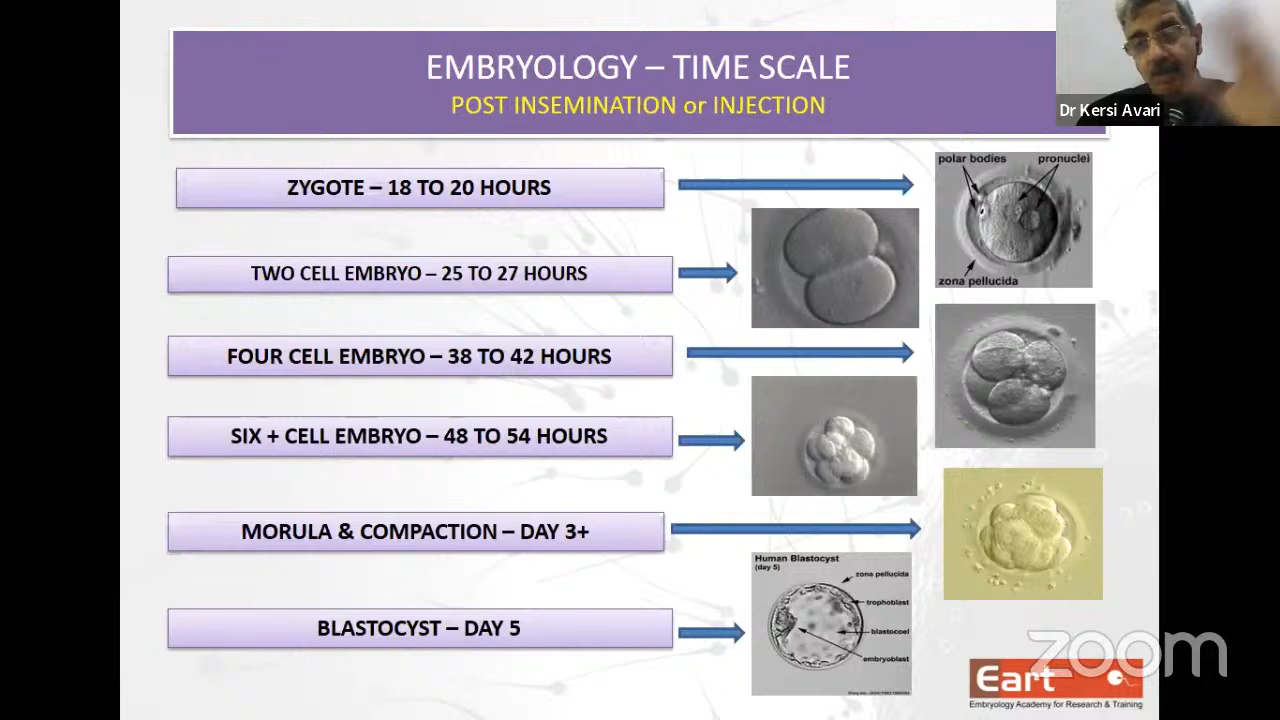 EMBRYOLOGY – TIME SCALE
POST INSEMINATION or INJECTION
Dr Kersi Avari
ZYGOTE – 18 TO 20 HOURS
polar bodies
pronuclei
zona pellucida
TWO CELL EMBRYO – 25 TO 27 HOURS
FOUR CELL EMBRYO – 38 TO 42 HOURS
SIX + CELL EMBRYO – 48 TO 54 HOURS
MORULA & COMPACTION – DAY 3+
BLASTOCYST – DAY 5
Human Blastocyst
(day 5)
zona pellucida
trophoblast
blastocoel
embryoblast
zoom
Eart
Embryology Academy for Research & Training